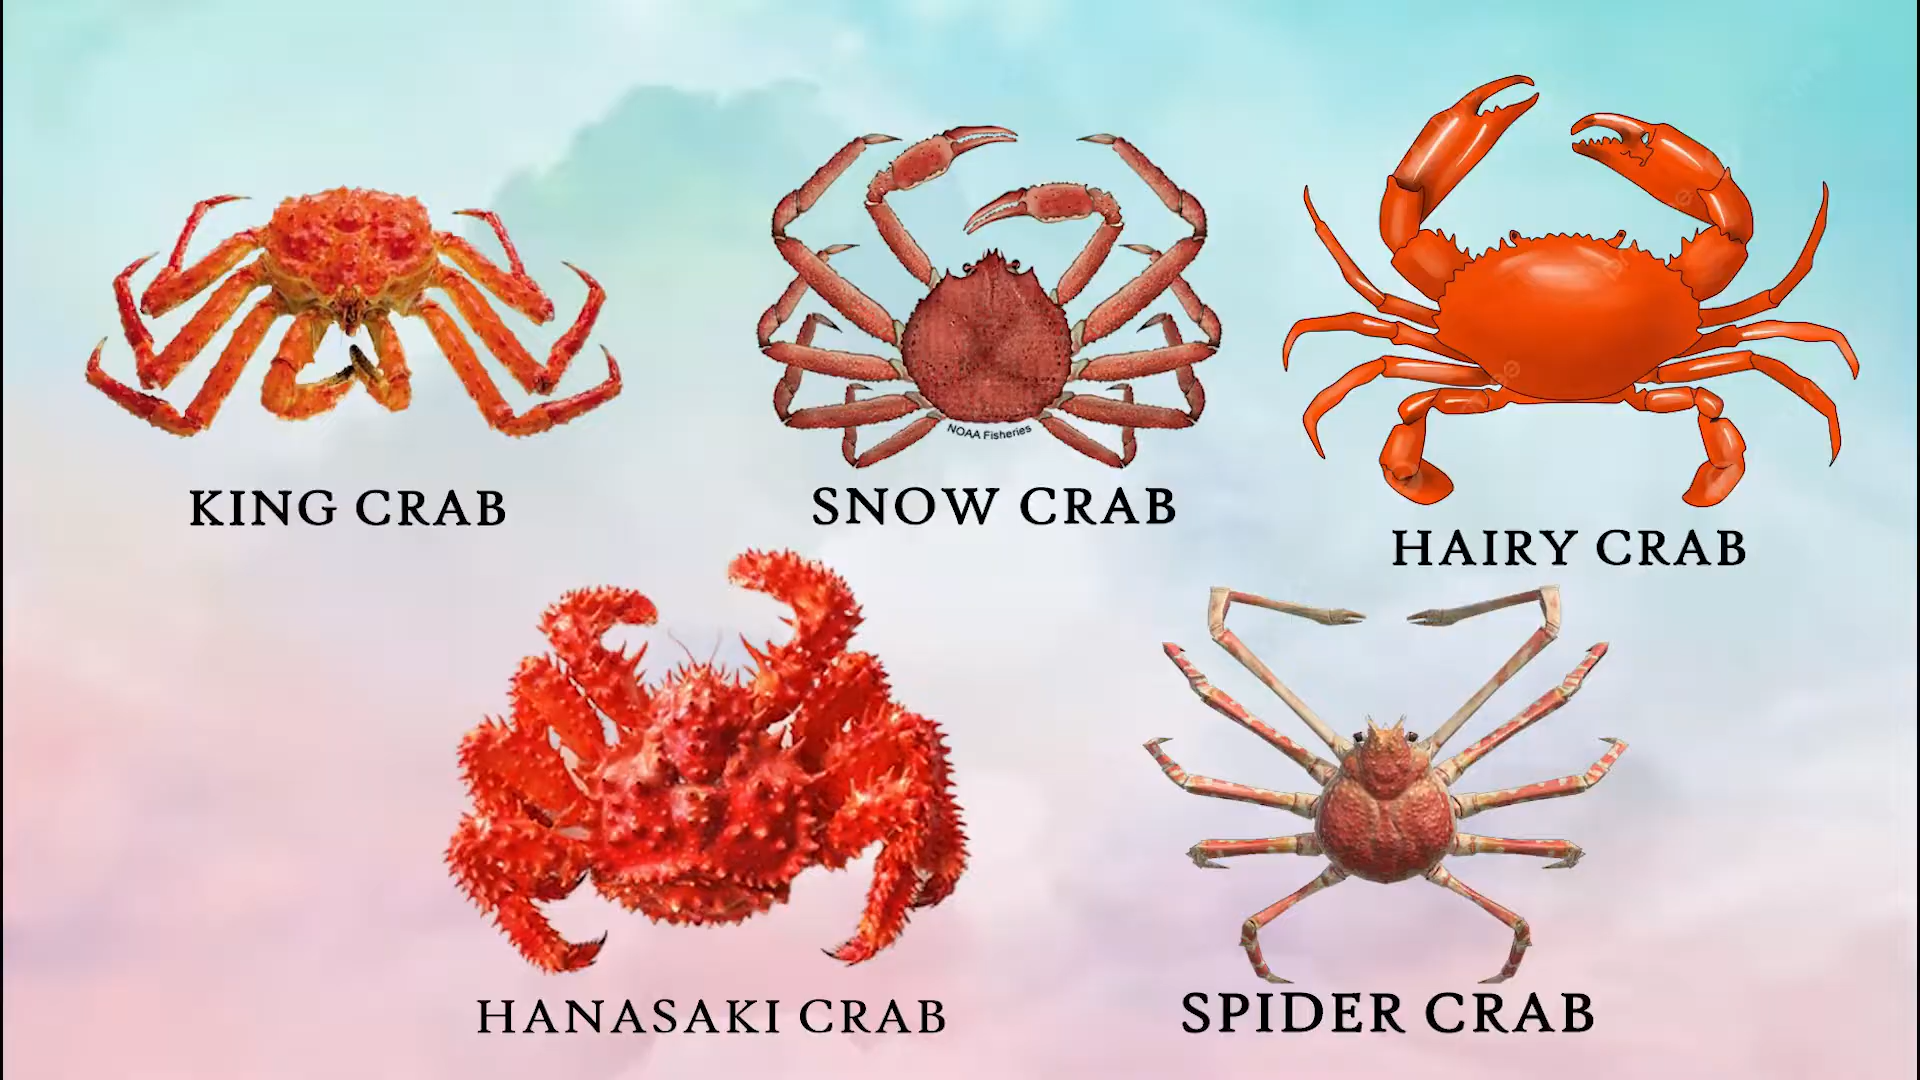 KING CRAB
SNOW CRAB
NOAA Fisheries
HAIRY CRAB
HANASAKI CRAB
SPIDER CRAB